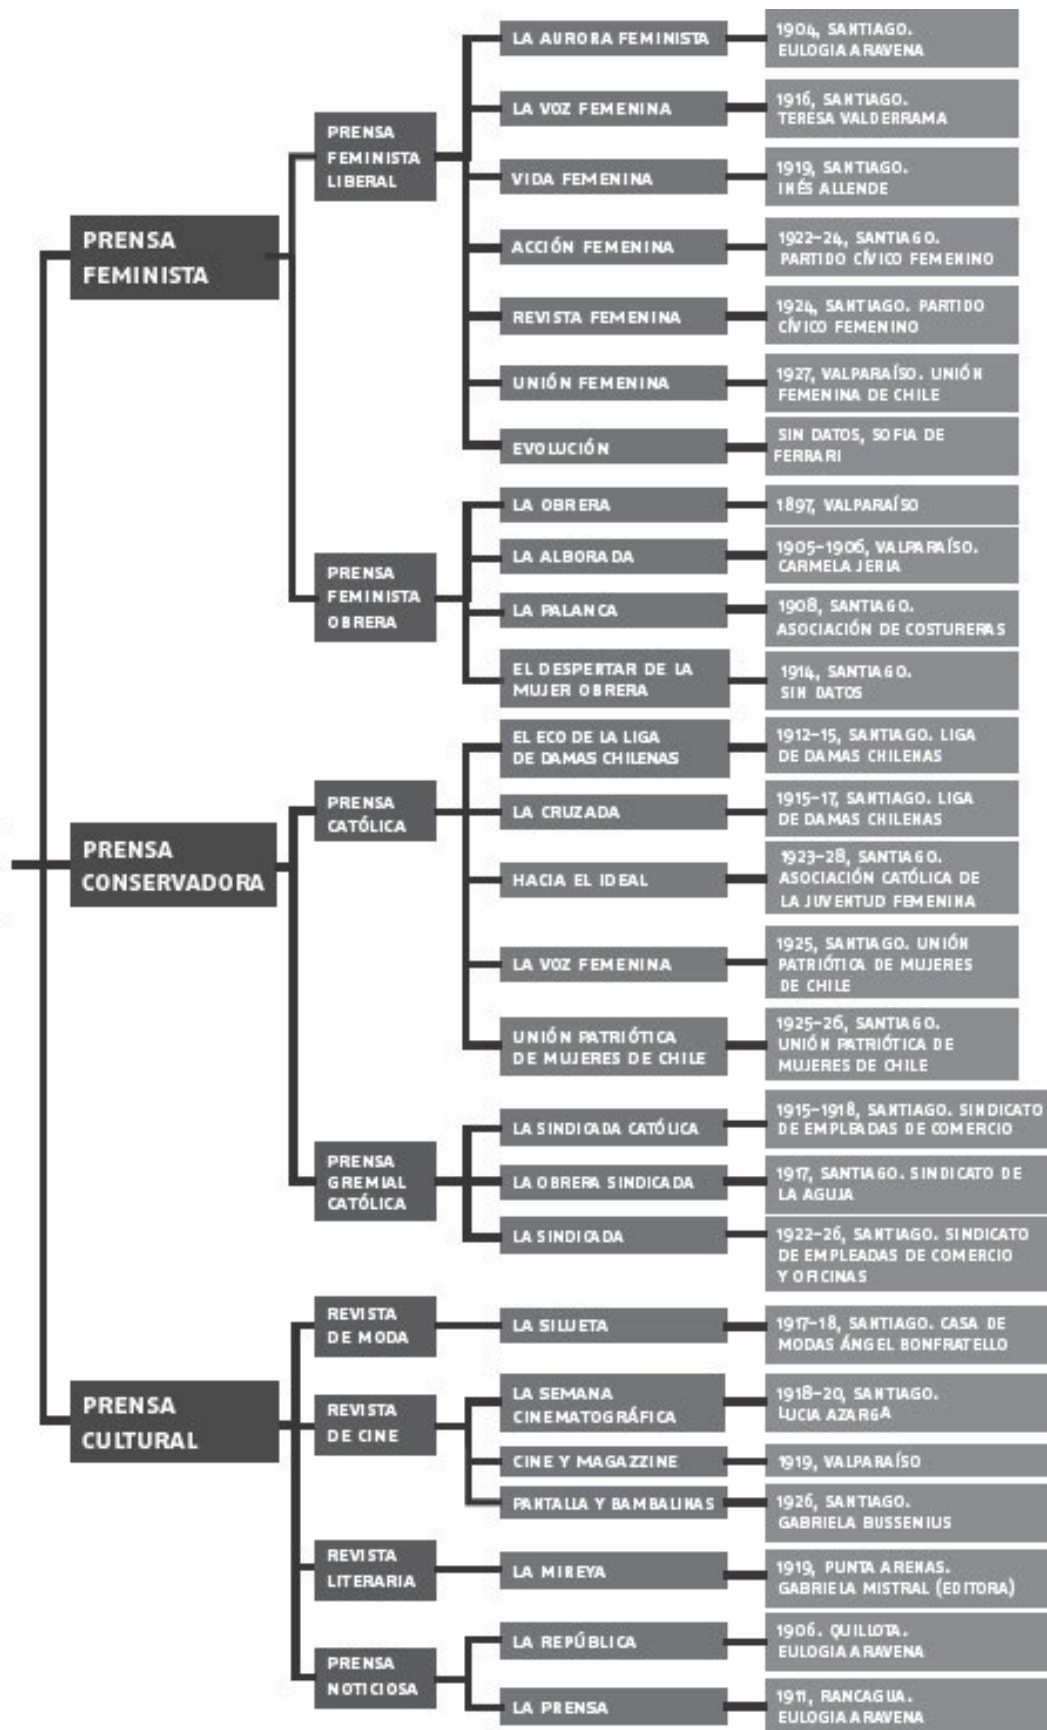 PRENSA
FEMINISTA
PRENSA
FEMINISTA
LIBERAL
LA AURORA FEMINISTA
1904, SANTIAGO.
EULOGIA ARAVENA
LA VOZ FEMENINA
1916, SANTIAGO.
TERESA VALDERRAMA
VIDA FEMENINA
1919, SANTIAGO.
INÉS ALLENDE
ACCIÓN FEMENINA
1922-24, SANTIAGO.
PARTIDO CÍVICO FEMENINO
REVISTA FEMENINA
1924, SANTIAGO. PARTIDO
CÍVICO FEMENINO
UNIÓN FEMENINA
1927, VALPARAÍSO. UNIÓN
FEMENINA DE CHILE
EVOLUCIÓN
SIN DATOS, SOFIA DE
FERRARI
PRENSA
FEMINISTA
OBRERA
LA OBRERA
1897, VALPARAÍSO
LA ALBORADA
1905-1906, VALPARAÍSO.
CARMELA JERIA
LA PALANCA
1908, SANTIAGO.
ASOCIACIÓN DE COSTURERAS
EL DESPERTAR DE LA
MUJER OBRERA
1914, SANTIAGO.
SIN DATOS
PRENSA
CONSERVADORA
PRENSA
CATÓLICA
EL ECO DE LA LIGA
DE DAMAS CHILENAS
1912-15, SANTIAGO. LIGA
DE DAMAS CHILENAS
LA CRUZADA
1915-17, SANTIAGO. LIGA
DE DAMAS CHILENAS
HACIA EL IDEAL
1923-28, SANTIAGO.
ASOCIACIÓN CATÓLICA DE
LA JUVENTUD FEMENINA
LA VOZ FEMENINA
1925, SANTIAGO. UNIÓN
PATRIÓTICA DE MUJERES
DE CHILE
UNIÓN PATRIÓTICA
DE MUJERES DE CHILE
1925-26, SANTIAGO.
UNIÓN PATRIÓTICA DE
MUJERES DE CHILE
PRENSA
GREMIAL
CATÓLICA
LA SINDICADA CATÓLICA
1915-1918, SANTIAGO. SINDICATO
DE EMPLEADAS DE COMERCIO
LA OBRERA SINDICADA
1917, SANTIAGO. SINDICATO DE
LA AGUJA
LA SINDICADA
1922-26, SANTIAGO. SINDICATO
DE EMPLEADAS DE COMERCIO
Y OFICINAS
PRENSA
CULTURAL
REVISTA
DE MODA
LA SILUETA
1917-18, SANTIAGO. CASA DE
MODAS ÁNGEL BONFRATELLO
REVISTA
DE CINE
LA SEMANA
CINEMATOGRÁFICA
1918-20, SANTIAGO.
LUCIA AZARGA
CINE Y MAGAZZINE
1919, VALPARAÍSO
PANTALLA Y BAMBALINAS
1926, SANTIAGO.
GABRIELA BUSSENIUS
REVISTA
LITERARIA
LA MIREYA
1919, PUNTA ARENAS.
GABRIELA MISTRAL (EDITORA)
PRENSA
NOTICIOSA
LA REPÚBLICA
1906. QUILLOTA.
EULOGIA ARAVENA
LA PRENSA
1911, RANCAGUA.
EULOGIA ARAVENA